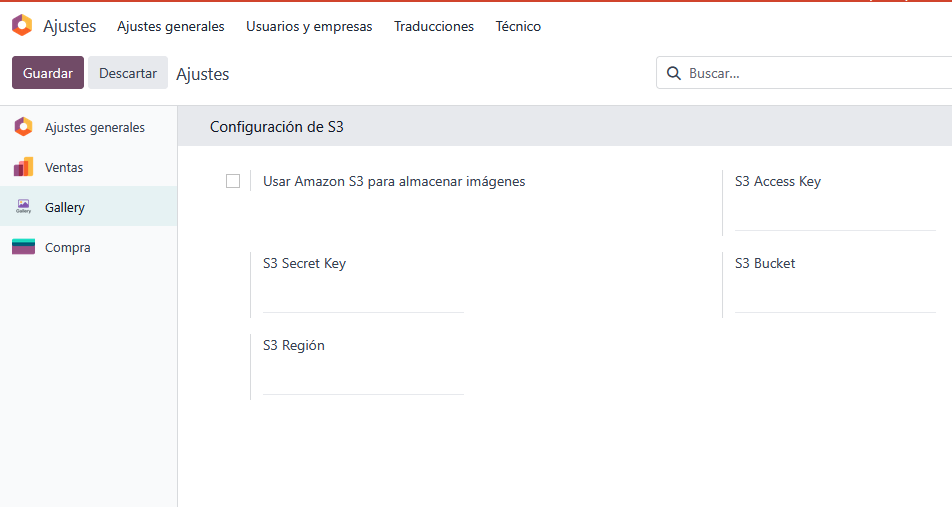 Ajustes Ajustes generales Usuarios y empresas Traducciones Técnico
Guardar Descartar Ajustes Buscar...
Ajustes generales
Ventas
Gallery
Gallery
Compra
Configuración de S3
Usar Amazon S3 para almacenar imágenes
S3 Access Key
S3 Secret Key
S3 Bucket
S3 Región